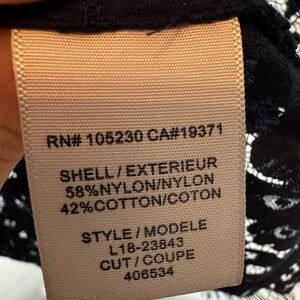 RN# 105230 CA#19371
SHELL / EXTERIEUR
58%NYLON/NYLON
42%COTTON/COTON
STYLE / MODELE
L18-23843
CUT / COUPE
406534